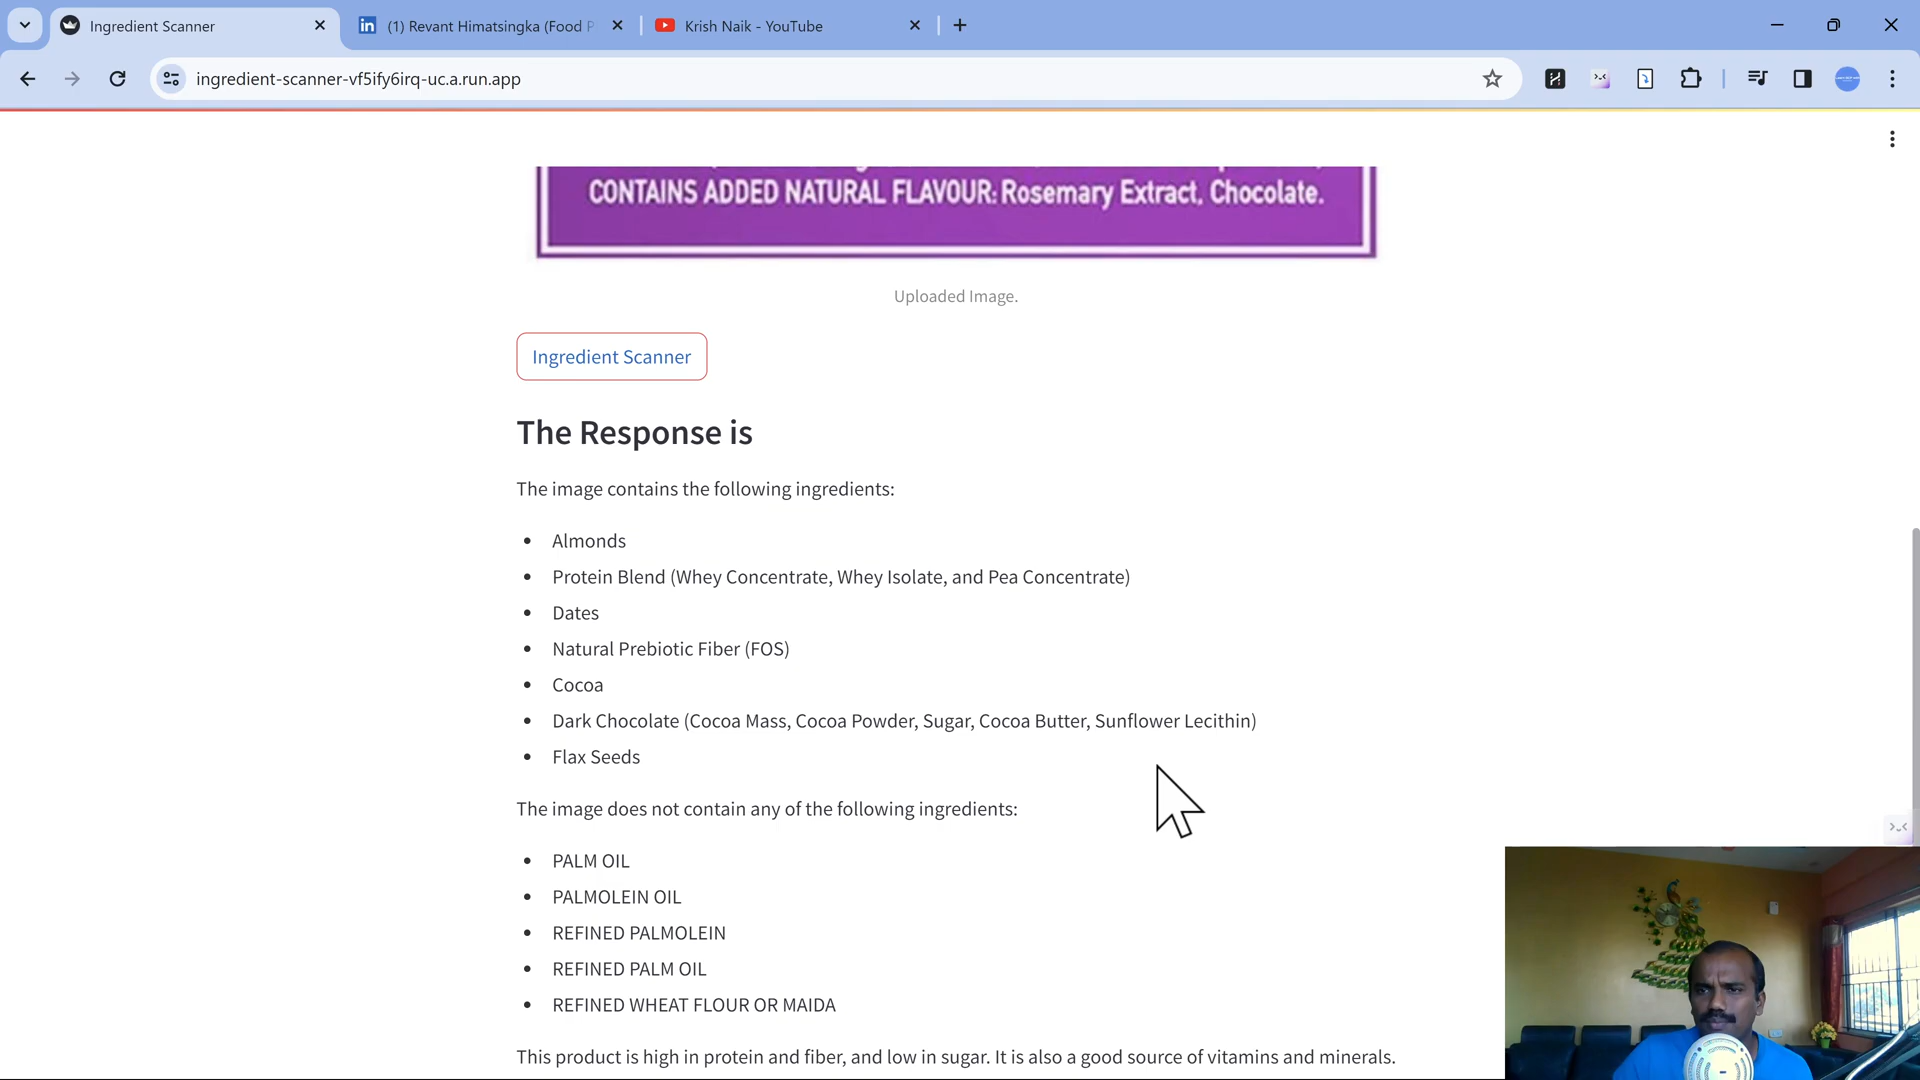 Ingredient Scanner
in (1) Revant Himatsingka (Food P
Krish Naik - YouTube
ingredient-scanner-vf5ify6irq-uc.a.run.app
CONTAINS ADDED NATURAL FLAVOUR: Rosemary Extract, Chocolate.
Uploaded Image.
Ingredient Scanner
The Response is
The image contains the following ingredients:
• Almonds
• Protein Blend (Whey Concentrate, Whey Isolate, and Pea Concentrate)
• Dates
• Natural Prebiotic Fiber (FOS)
• Cocoa
• Dark Chocolate (Cocoa Mass, Cocoa Powder, Sugar, Cocoa Butter, Sunflower Lecithin)
• Flax Seeds
The image does not contain any of the following ingredients:
• PALM OIL
• PALMOLEIN OIL
• REFINED PALMOLEIN
• REFINED PALM OIL
• REFINED WHEAT FLOUR OR MAIDA
This product is high in protein and fiber, and low in sugar. It is also a good source of vitamins and minerals.